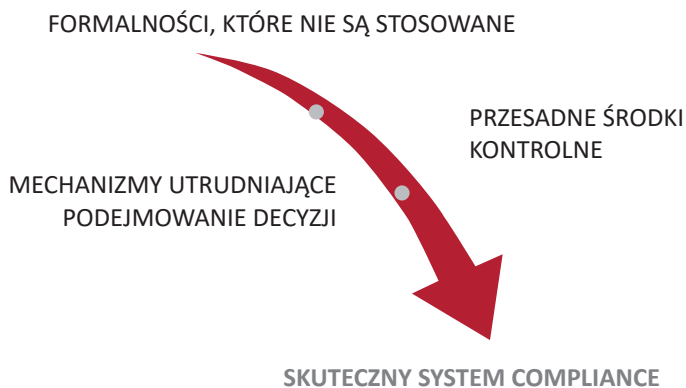 FORMALNOŚCI, KTÓRE NIE SĄ STOSOWANE
PRZESADNE ŚRODKI
KONTROLNE
MECHANIZMY UTRUDNIAJĄCE
PODEJMOWANIE DECYZJI
SKUTECZNY SYSTEM COMPLIANCE